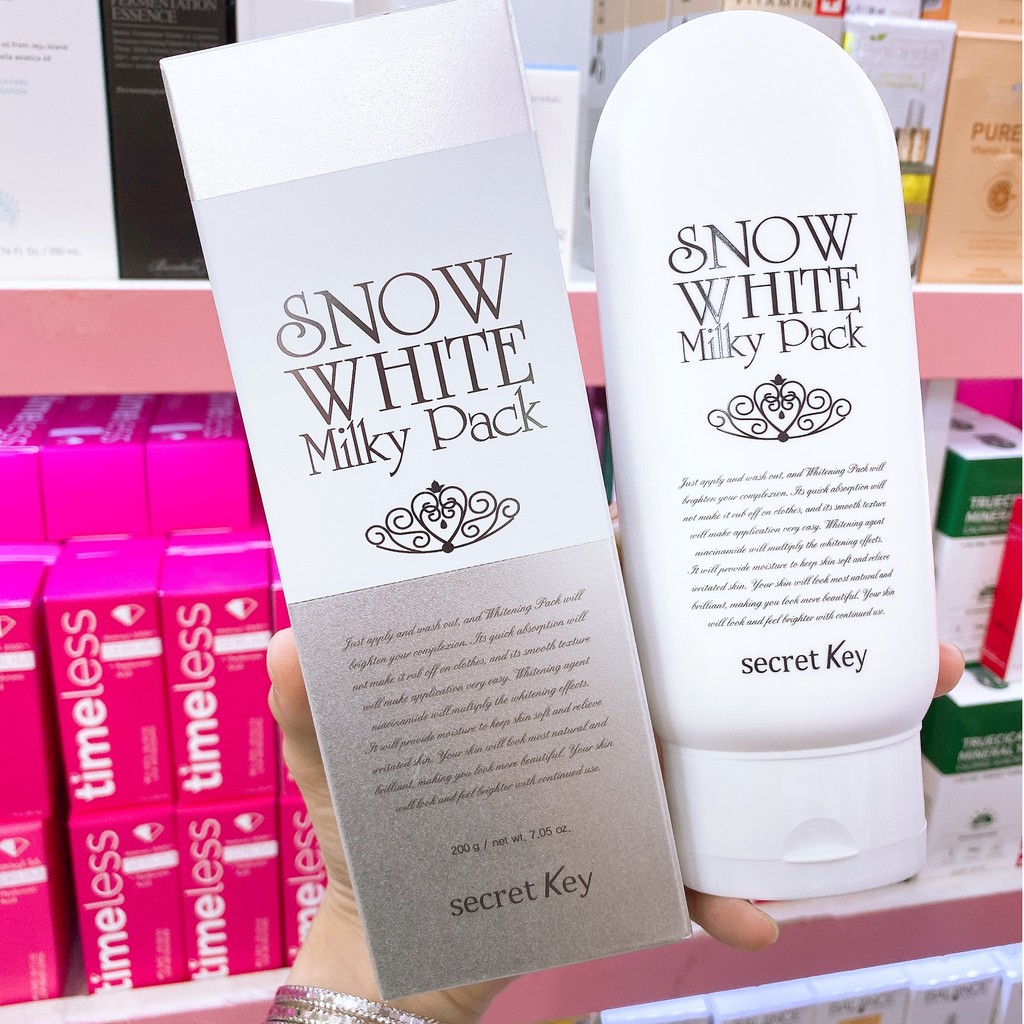 FERMENTATION
ESSENCE
SNOW
WHITE
Milky Pack
Just apply and wash out, and Whitening Pack will
brighten your complexion. Its quick absorption will
not make it rub off on clothes, and its smooth texture
will make application very easy. Whitening agent
niacinamide will multiply the whitening effects.
It will provide moisture to keep skin soft and relieve
irritated skin. Your skin will look most natural and
brilliant, making you look more beautiful. Your skin
will look and feel brighter with continued use.
200 g / net wt. 7.05 oz.
secret Key
SNOW
WHITE
Milky Pack
Just apply and wash out, and Whitening Pack will
brighten your complexion. Its quick absorption will
not make it rub off on clothes, and its smooth texture
will make application very easy. Whitening agent
niacinamide will multiply the whitening effects.
It will provide moisture to keep skin soft and relieve
irritated skin. Your skin will look most natural and
brilliant, making you look more beautiful. Your skin
will look and feel brighter with continued use.
secret Key
PURE
timeless
timeless
timeless
timeless
timeless